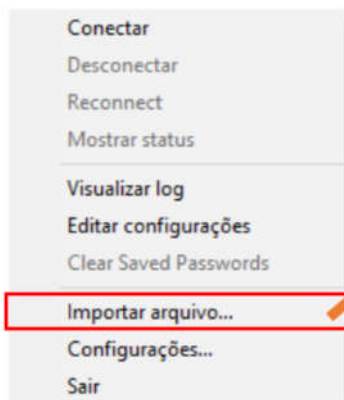 Conectar
Desconectar
Reconnect
Mostrar status
Visualizar log
Editar configurações
Clear Saved Passwords
Importar arquivo...
Configurações...
Sair